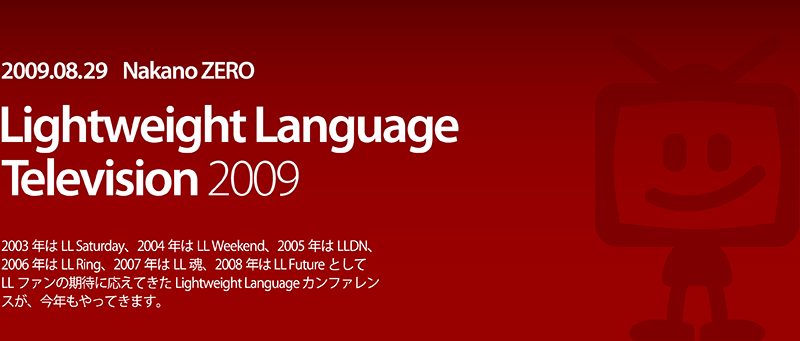 2009.08.29 Nakano ZERO
Lightweight Language
Television 2009
2003 年は LL Saturday、2004 年は LL Weekend、2005 年は LLDN、
2006 年は LL Ring、2007 年は LL 魂、2008 年は LL Future として
LL ファンの期待に応えてきた Lightweight Language カンファレン
スが、今年もやってきます。